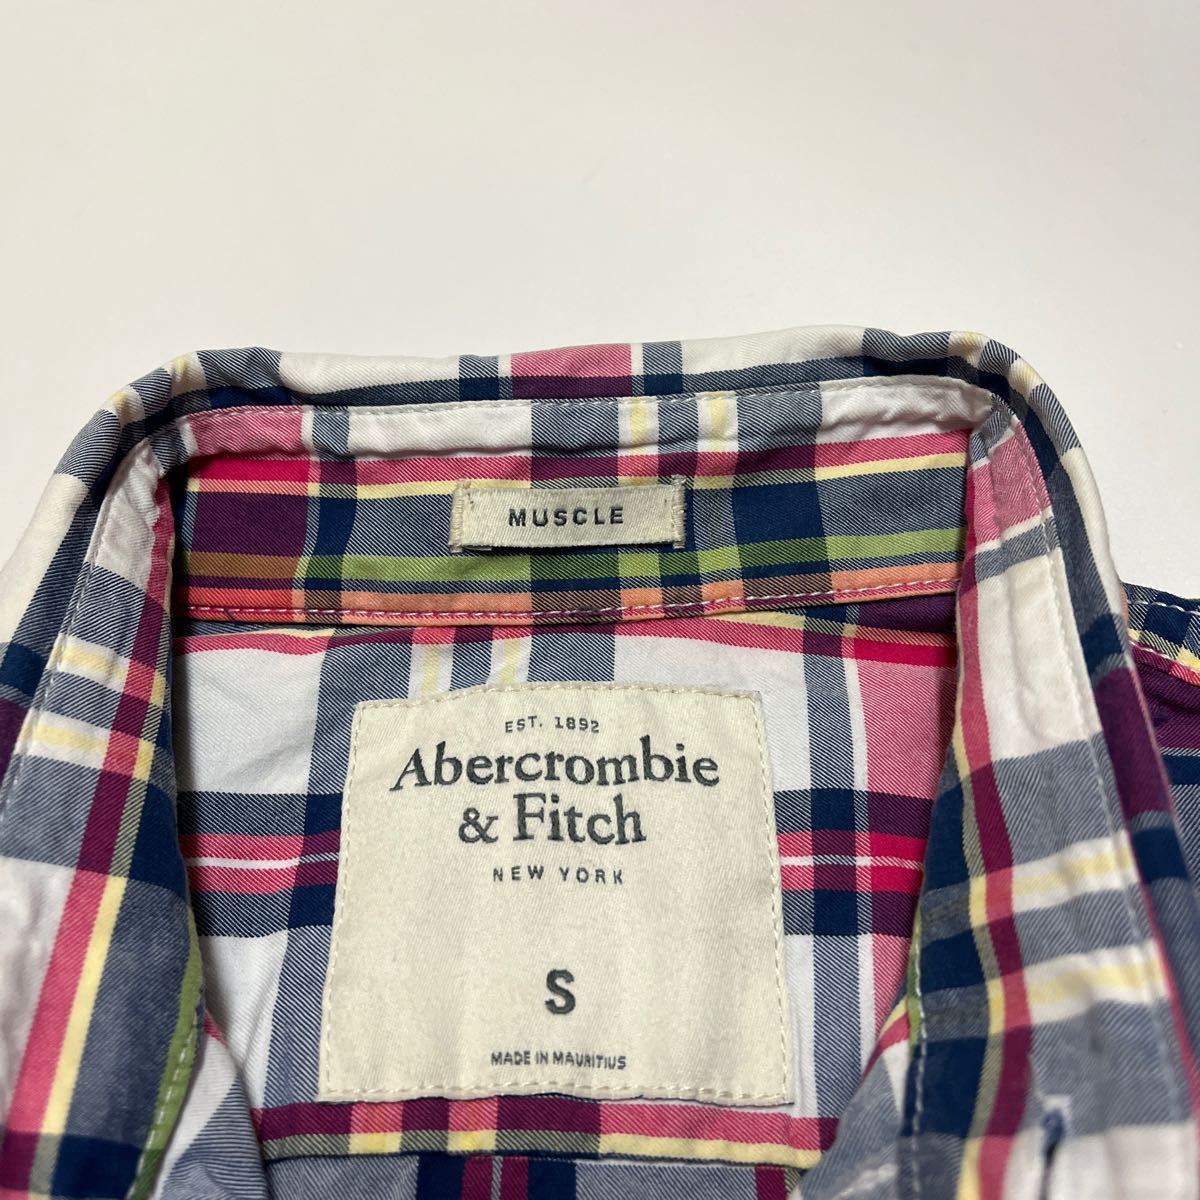 MUSCLE
EST. 1892
Abercrombie
& Fitch
NEW YORK
S
MADE IN MAURITIUS